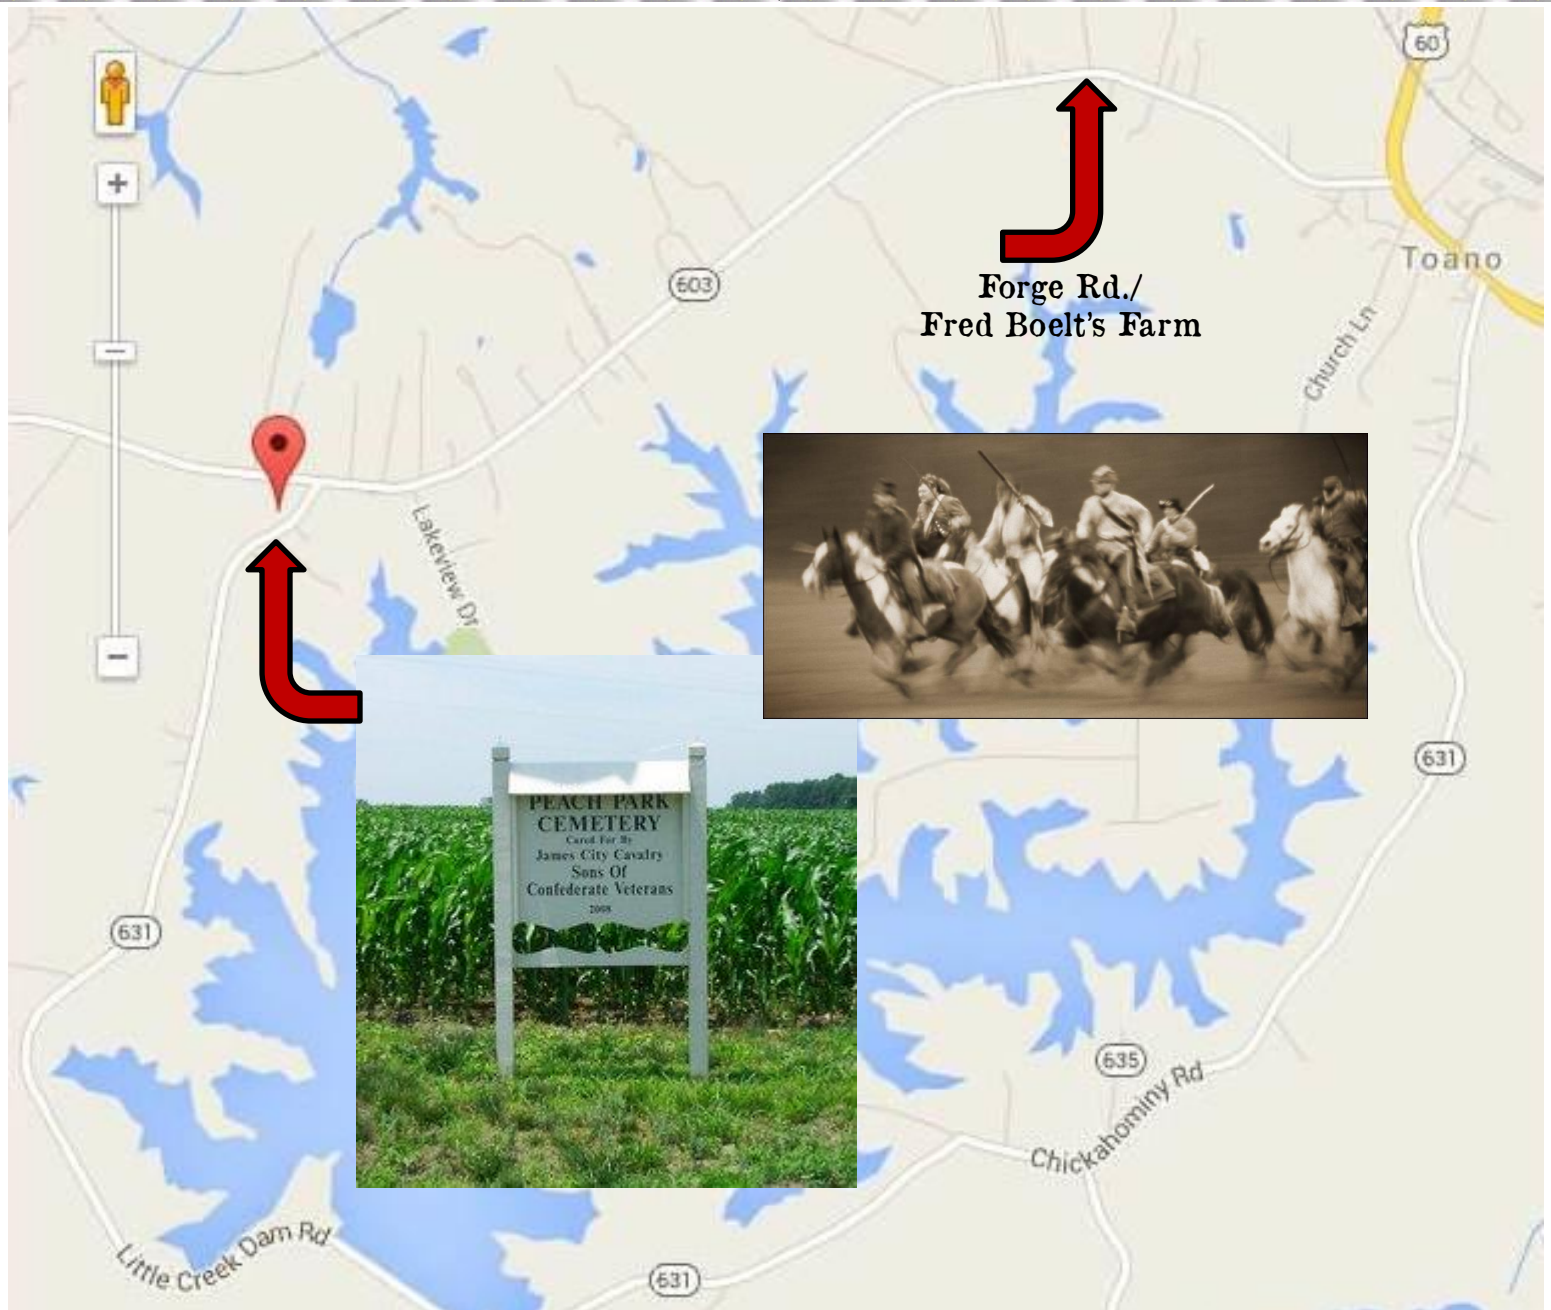 60
603
Toano
Forge Rd./
Fred Boelt's Farm
Church Ln
Lakeview Dr
631
PEACH PARK
CEMETERY
Cared For By
James City Cavalry
Sons Of
Confederate Veterans
2008
631
635
Chickahominy Rd
Little Creek Dam Rd
631